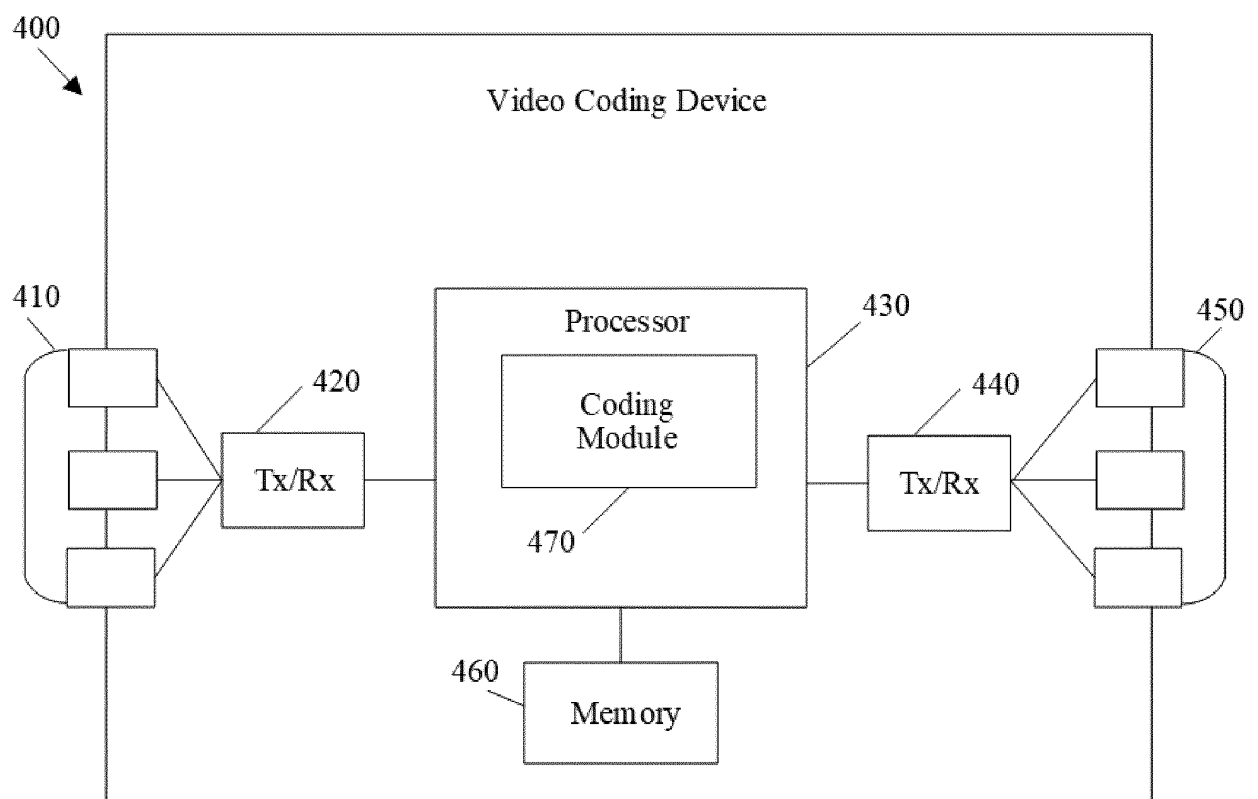 400
Video Coding Device
410
Processor
430
450
420
Coding
Module
440
Tx/Rx
Tx/Rx
470
460
Memory